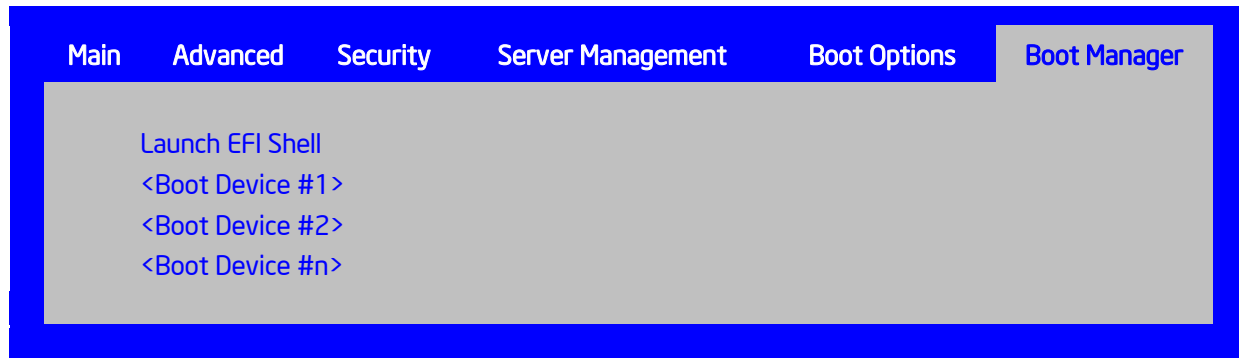 Main Advanced Security Server Management Boot Options Boot Manager
Launch EFI Shell
<Boot Device #1>
<Boot Device #2>
<Boot Device #n>